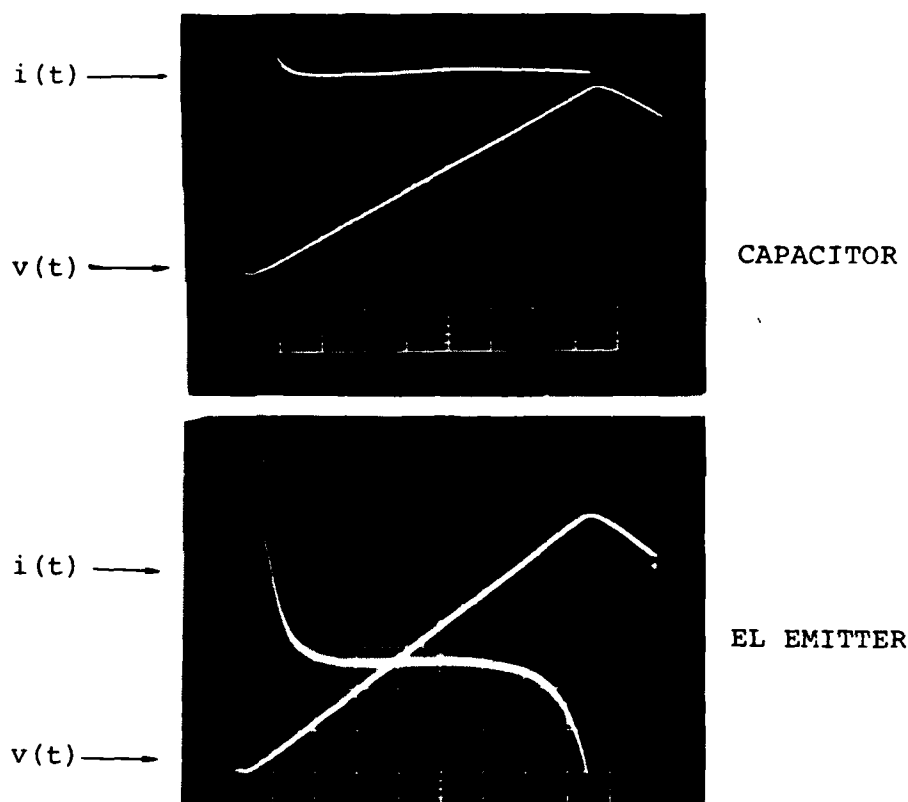 i(t)
v(t)
CAPACITOR
i(t)
v(t)
EL EMITTER